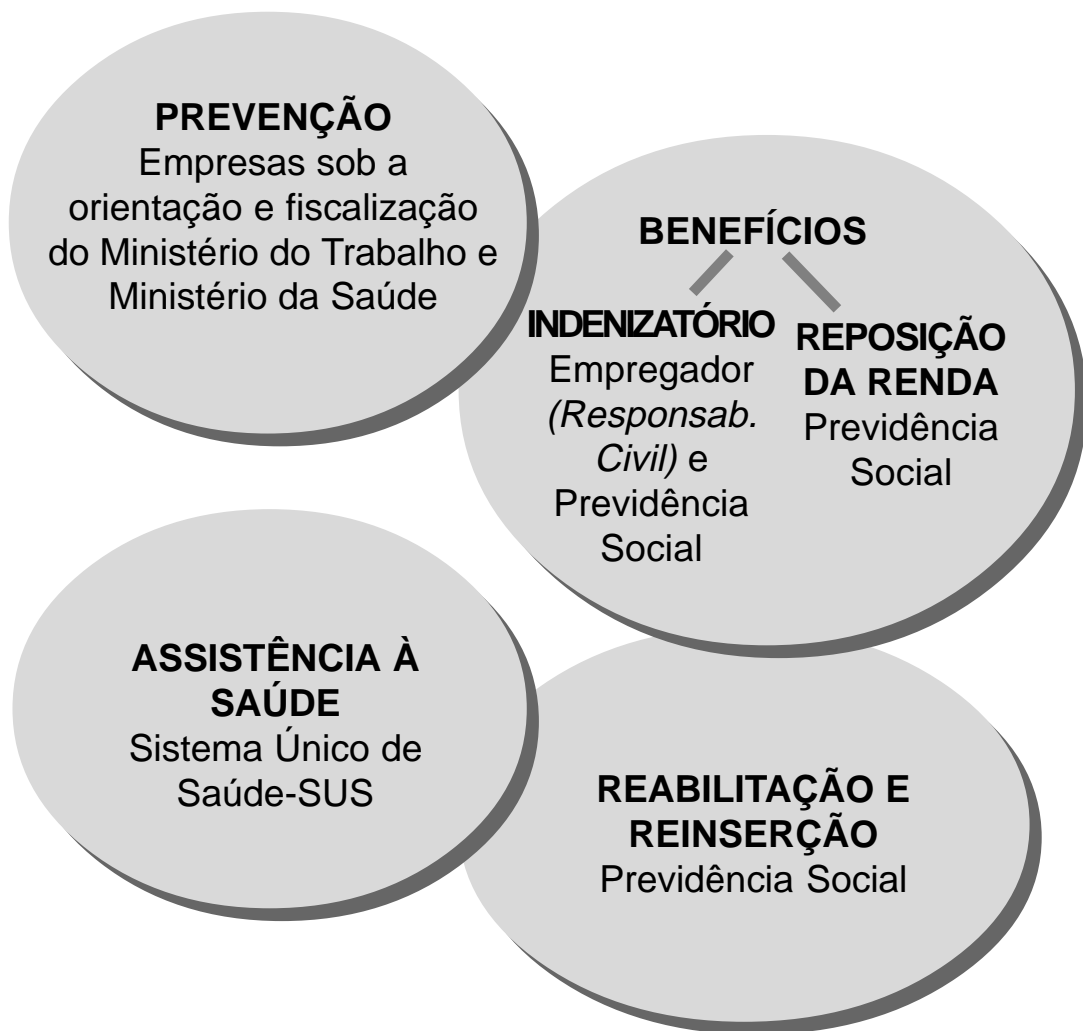 PREVENÇÃO
Empresas sob a
orientação e fiscalização
do Ministério do Trabalho e
Ministério da Saúde
BENEFÍCIOS
INDENIZATÓRIO
Empregador
(Responsab.
Civil) e
Previdência
Social
REPOSIÇÃO
DA RENDA
Previdência
Social
ASSISTÊNCIA À
SAÚDE
Sistema Único de
Saúde-SUS
REABILITAÇÃO E
REINSERÇÃO
Previdência Social